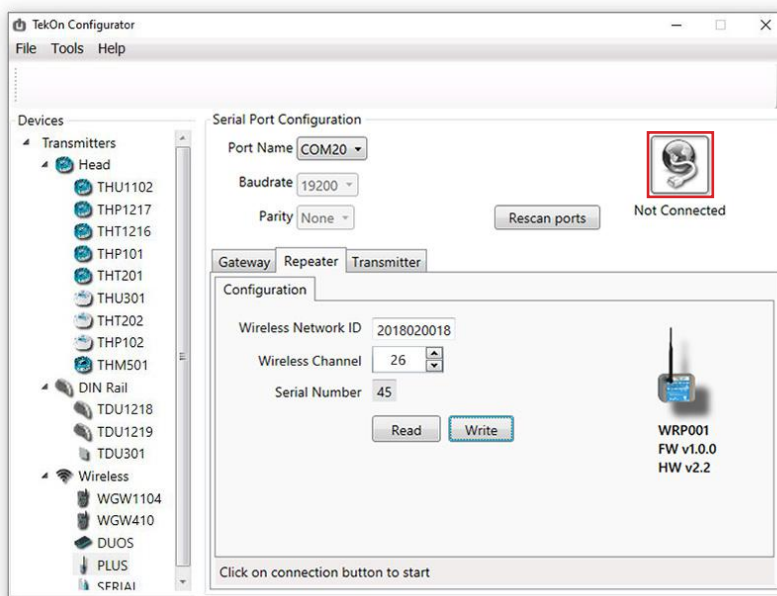 TekOn Configurator
File Tools Help
Devices
Transmitters
Head
THU1102
THP1217
THT1216
THP101
THT201
THU301
THT202
THP102
THM501
DIN Rail
TDU1218
TDU1219
TDU301
Wireless
WGW1104
WGW410
DUOS
PLUS
SERIAL
Serial Port Configuration
Port Name COM20
Baudrate 19200
Parity None
Rescan ports
Not Connected
Gateway Repeater Transmitter
Configuration
Wireless Network ID 2018020018
Wireless Channel 26
Serial Number 45
Read Write
WRP001
FW v1.0.0
HW v2.2
Click on connection button to start